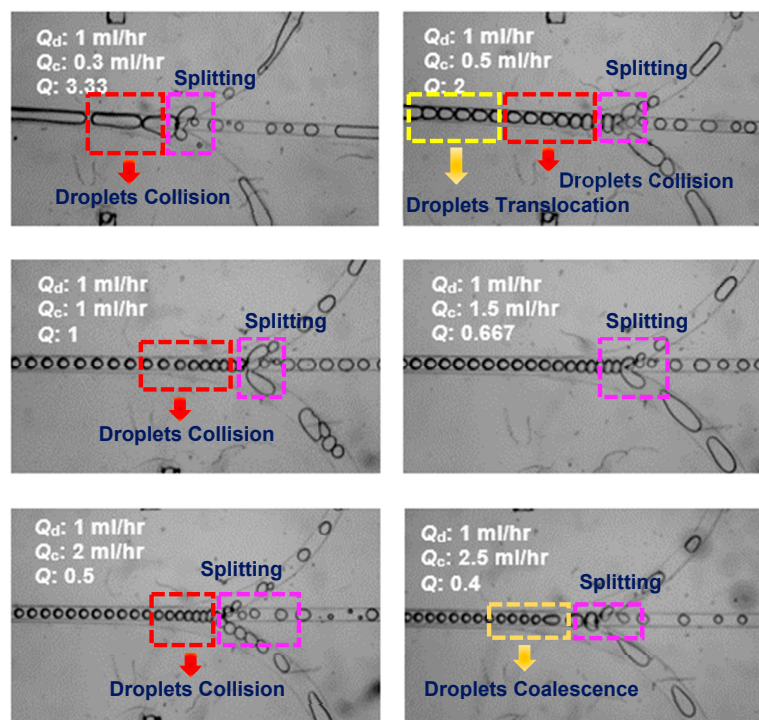 Qd: 1 ml/hr
Qc: 0.3 ml/hr
Q: 3.33
Splitting
Droplets Collision
Qd: 1 ml/hr
Qc: 0.5 ml/hr
Q: 2
Splitting
Droplets Collision
Droplets Translocation
Qd: 1 ml/hr
Qc: 1 ml/hr
Q: 1
Splitting
Droplets Collision
Qd: 1 ml/hr
Qc: 1.5 ml/hr
Q: 0.667
Splitting
Qd: 1 ml/hr
Qc: 2 ml/hr
Q: 0.5
Splitting
Droplets Collision
Qd: 1 ml/hr
Qc: 2.5 ml/hr
Q: 0.4
Splitting
Droplets Coalescence